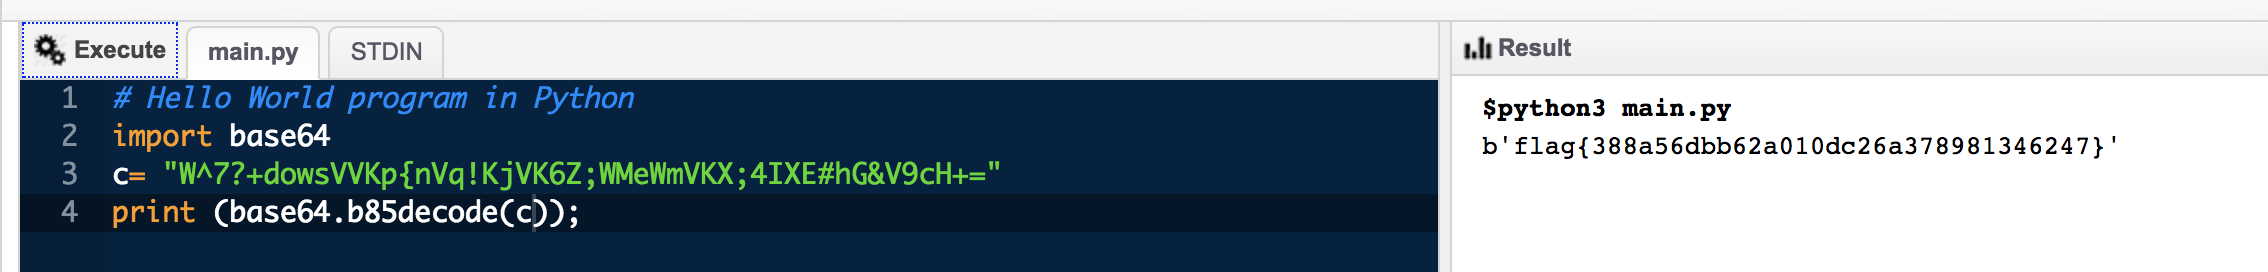 Execute main.py STDIN
1 # Hello World program in Python
2 import base64
3 c= "W^7?+dowsVVKp{nVq!KjVK6Z;WMeWmVKX;4IXE#hG&V9cH+="
4 print (base64.b85decode(c));
Result
$python3 main.py
b'flag{388a56dbb62a010dc26a378981346247}'